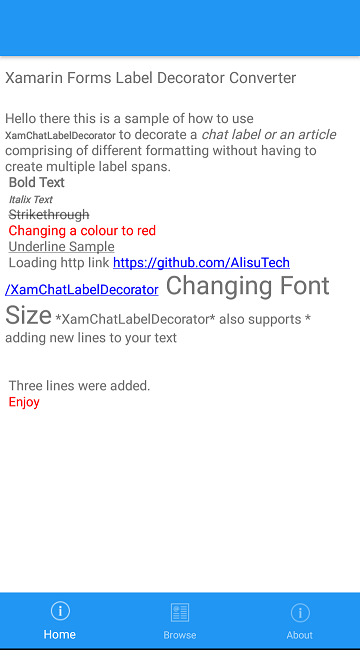 Xamarin Forms Label Decorator Converter
Hello there this is a sample of how to use
XamChatLabelDecorator to decorate a chat label or an article
comprising of different formatting without having to
create multiple label spans.
Bold Text
Italix Text
Strikethrough
Changing a colour to red
Underline Sample
Loading http link https://github.com/AlisuTech
/XamChatLabelDecorator Changing Font
Size *XamChatLabelDecorator* also supports *
adding new lines to your text
Three lines were added.
Enjoy
Home Browse About